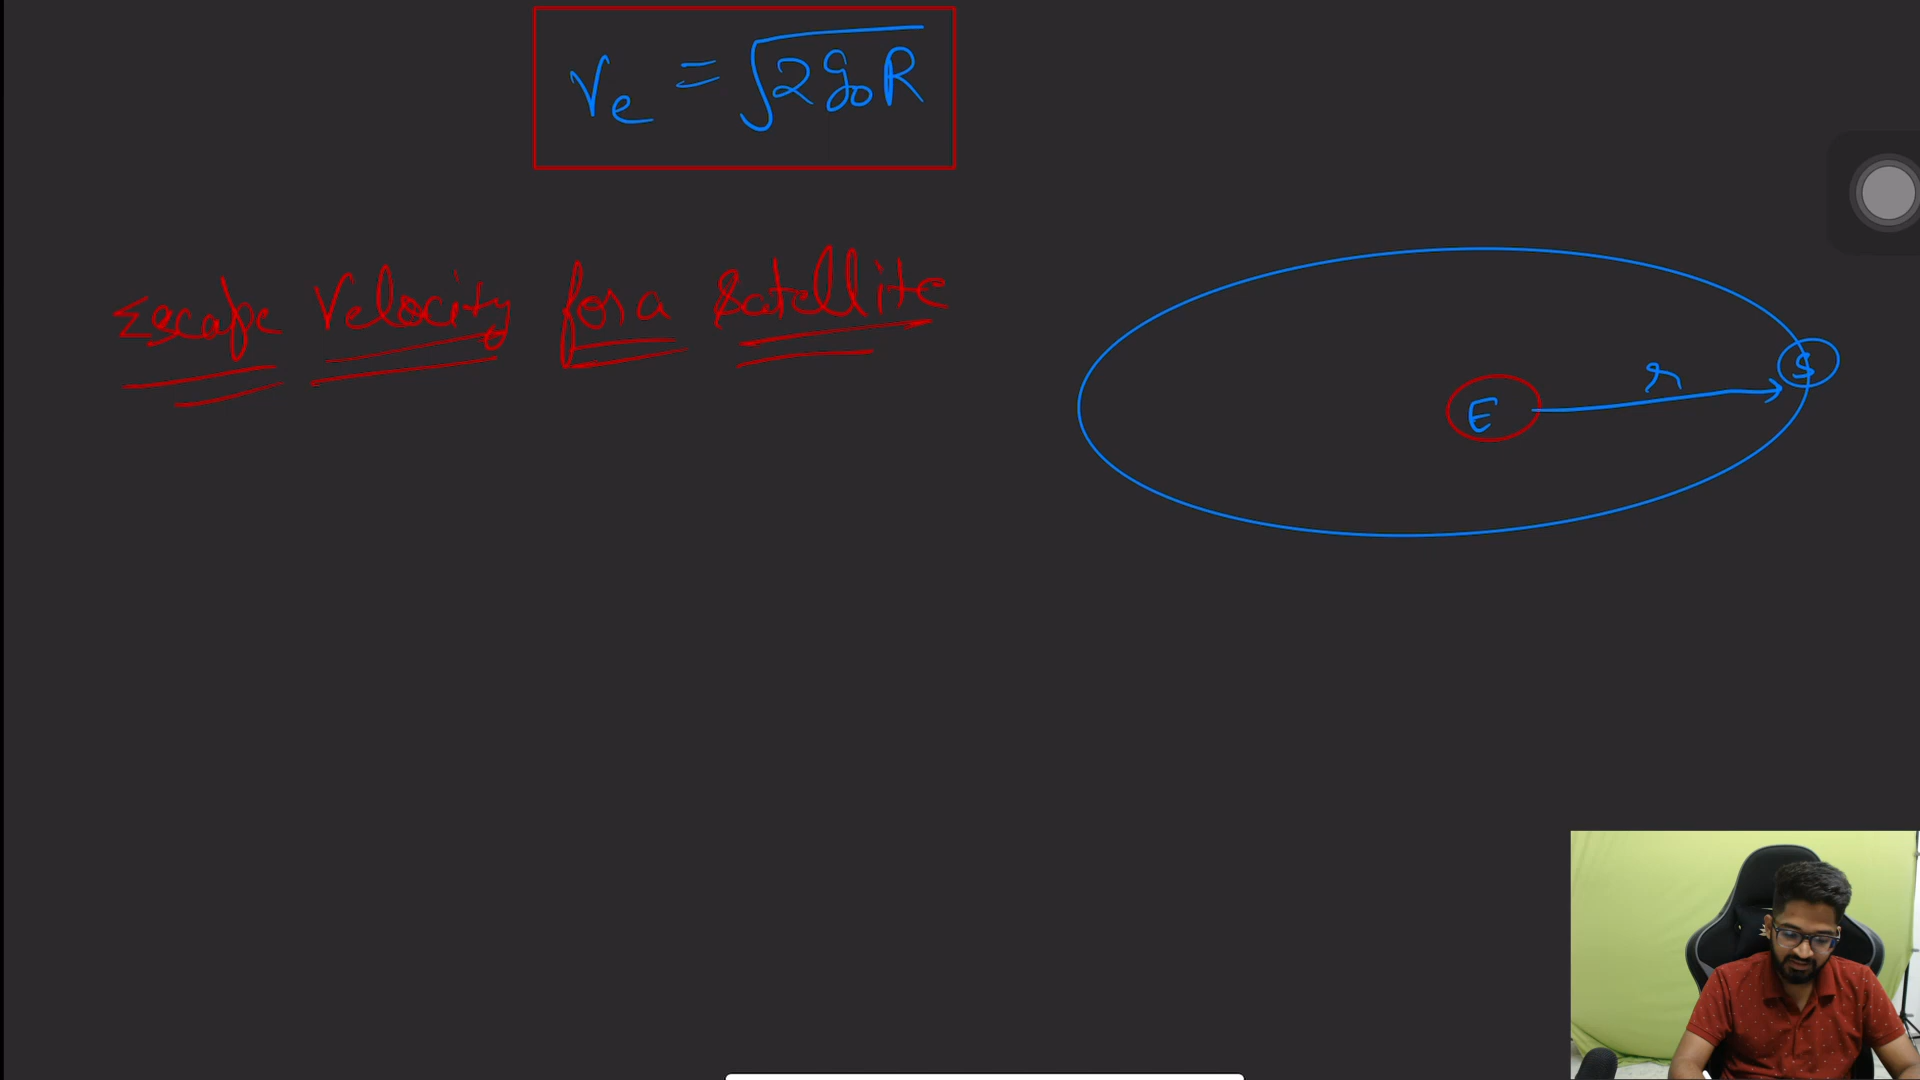 Ve = √2g₀R
Escape Velocity for a Satellite
r
S
E